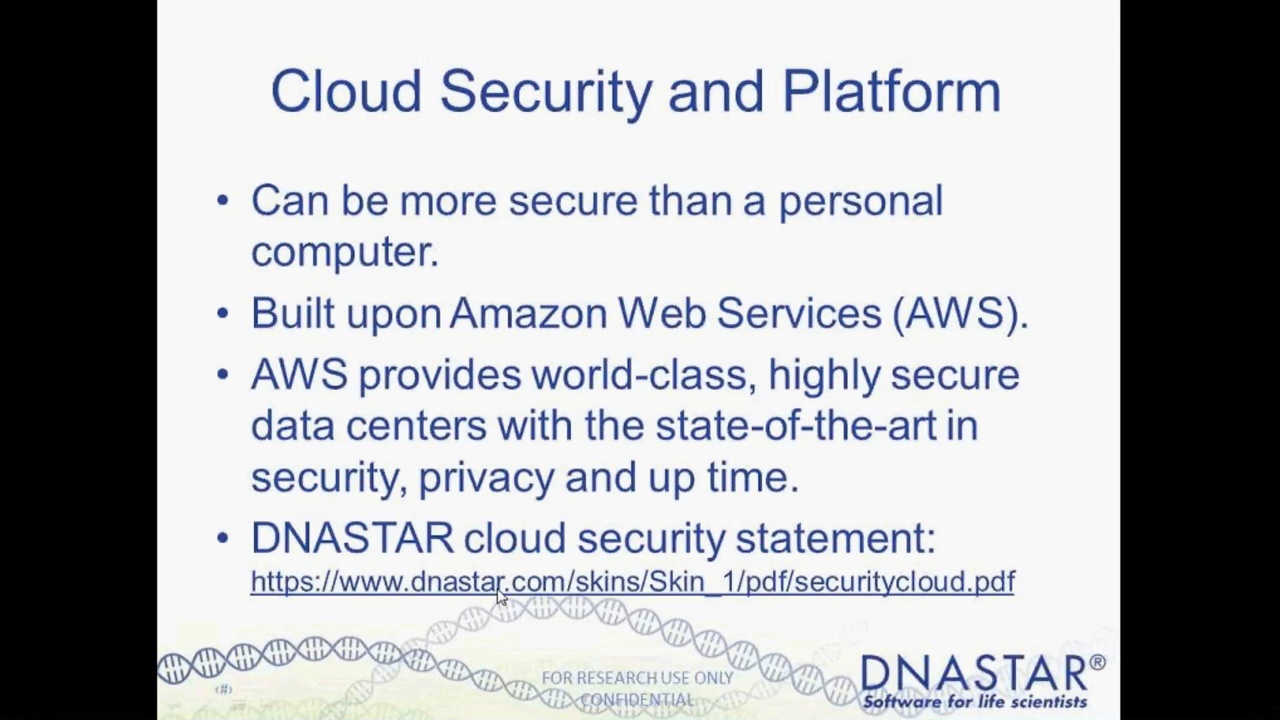 Cloud Security and Platform
• Can be more secure than a personal
computer.
• Built upon Amazon Web Services (AWS).
• AWS provides world-class, highly secure
data centers with the state-of-the-art in
security, privacy and up time.
• DNASTAR cloud security statement:
https://www.dnastar.com/skins/Skin_1/pdf/securitycloud.pdf
‹#›
FOR RESEARCH USE ONLY
CONFIDENTIAL
DNASTAR®
Software for life scientists